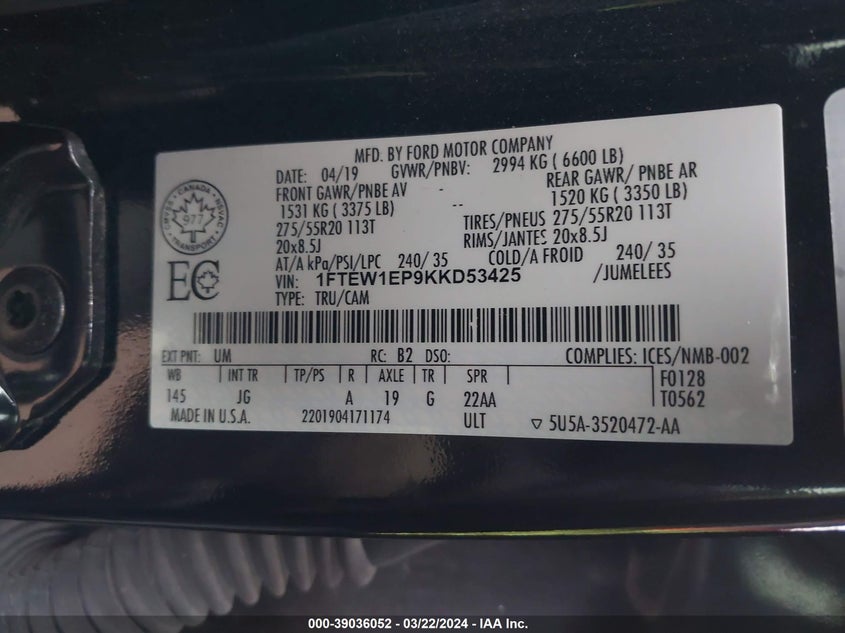 MFD. BY FORD MOTOR COMPANY
DATE: 04/19 GVWR/PNBV: 2994 KG ( 6600 LB)
FRONT GAWR/PNBE AV - REAR GAWR/ PNBE AR
1531 KG ( 3375 LB) -- 1520 KG ( 3350 LB)
275/55R20 113T TIRES/PNEUS 275/55R20 113T
20x8.5J RIMS/JANTES 20x8.5J
AT/A kPa/PSI/LPC 240/ 35 COLD/A FROID 240/ 35
VIN: 1FTEW1EP9KKD53425 /JUMELEES
TYPE: TRU/CAM
CANADA
977
TRANSPORT
EC
EXT PNT: UM RC: B2 DSO: COMPLIES: ICES/NMB-002
WB INT TR TP/PS R AXLE TR SPR F0128
145 JG A 19 G 22AA T0562
MADE IN U.S.A. 2201904171174 ULT ▽ 5U5A-3520472-AA
000-39036052 - 03/22/2024 - IAA Inc.